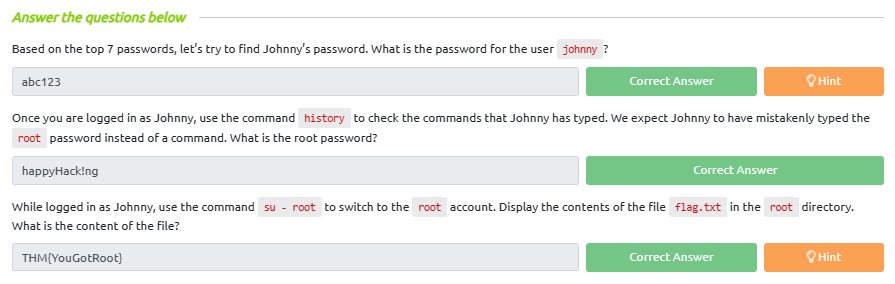 Answer the questions below
Based on the top 7 passwords, let's try to find Johnny's password. What is the password for the user johnny ?
abc123 Correct Answer Hint
Once you are logged in as Johnny, use the command history to check the commands that Johnny has typed. We expect Johnny to have mistakenly typed the
root password instead of a command. What is the root password?
happyHack!ng Correct Answer
While logged in as Johnny, use the command su - root to switch to the root account. Display the contents of the file flag.txt in the root directory.
What is the content of the file?
THM{YouGotRoot} Correct Answer Hint